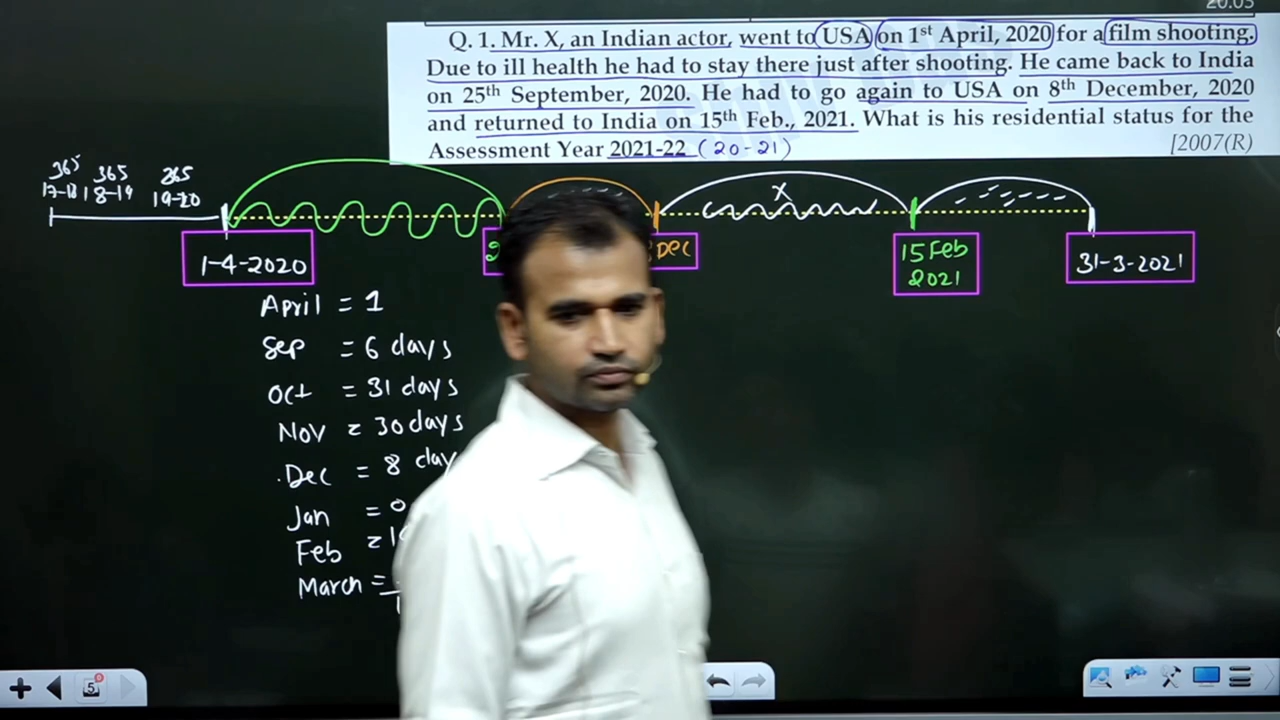 20:05
Q. 1. Mr. X, an Indian actor, went to USA on 1st April, 2020 for a film shooting.
Due to ill health he had to stay there just after shooting. He came back to India
on 25th September, 2020. He had to go again to USA on 8th December, 2020
and returned to India on 15th Feb., 2021. What is his residential status for the
Assessment Year 2021-22 (20-21) [2007(R)
365 365 365
17-18 18-19 19-20
1-4-2020
Dec
15 Feb
2021
31-3-2021
April = 1
Sep = 6 days
Oct = 31 days
Nov = 30 days
Dec = 8 day
Jan = 0
Feb =
March =
5